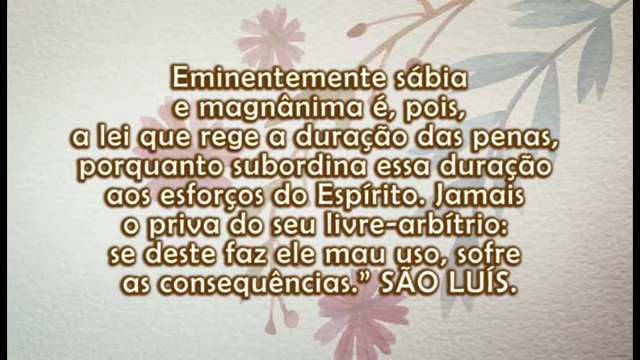 Eminentemente sábia
e magnânima é, pois,
a lei que rege a duração das penas,
porquanto subordina essa duração
aos esforços do Espírito. Jamais
o priva do seu livre-arbítrio:
se deste faz ele mau uso, sofre
as consequências.” SÃO LUÍS.